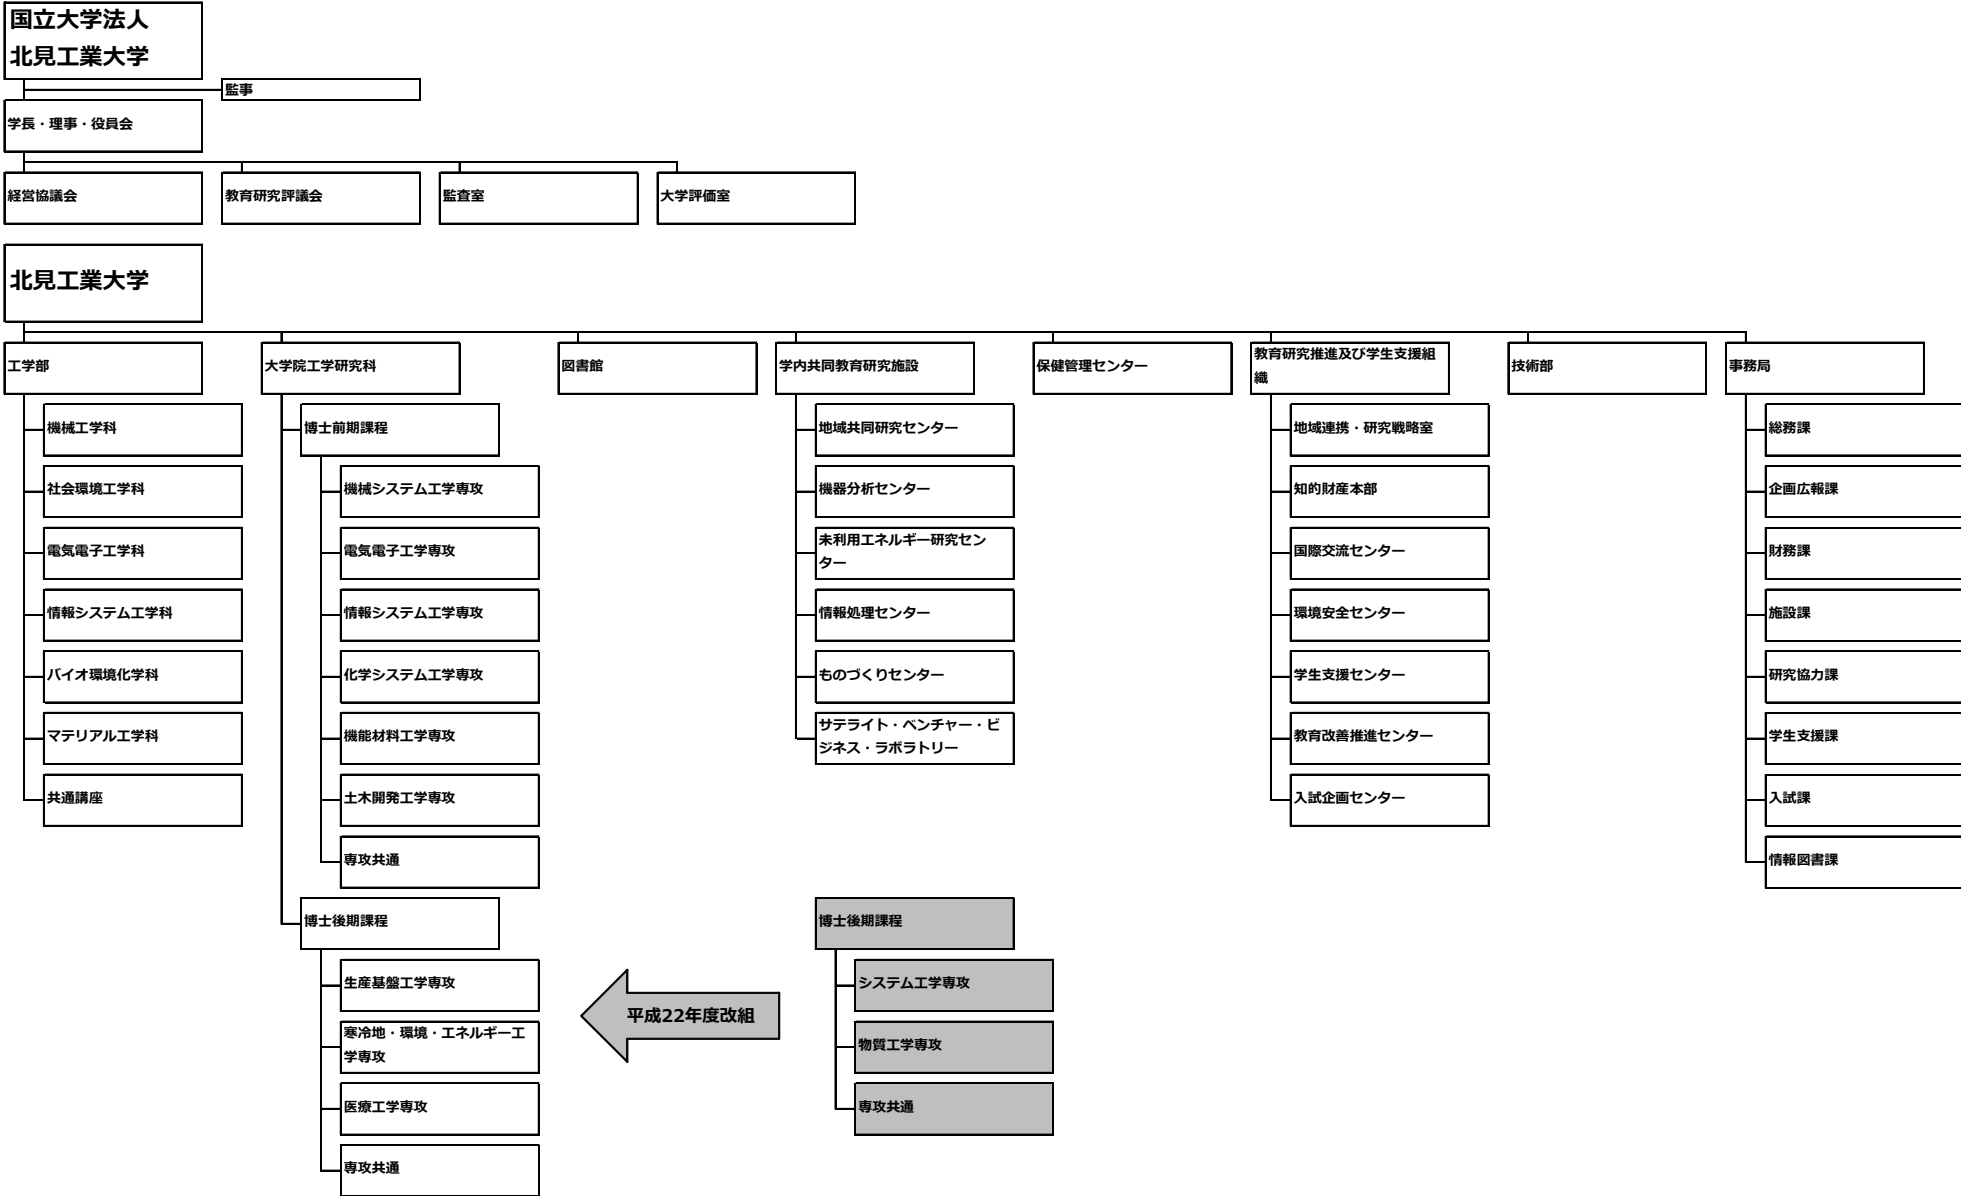 国立大学法人
北見工業大学
監事
学長・理事・役員会
経営協議会
教育研究評議会
監査室
大学評価室
北見工業大学
工学部
大学院工学研究科
図書館
学内共同教育研究施設
保健管理センター
教育研究推進及び学生支援組
織
技術部
事務局
機械工学科
社会環境工学科
電気電子工学科
情報システム工学科
バイオ環境化学科
マテリアル工学科
共通講座
博士前期課程
機械システム工学専攻
電気電子工学専攻
情報システム工学専攻
化学システム工学専攻
機能材料工学専攻
土木開発工学専攻
専攻共通
博士後期課程
生産基盤工学専攻
寒冷地・環境・エネルギー工
学専攻
医療工学専攻
専攻共通
地域共同研究センター
機器分析センター
未利用エネルギー研究セン
ター
情報処理センター
ものづくりセンター
サテライト・ベンチャー・ビ
ジネス・ラボラトリー
平成22年度改組
博士後期課程
システム工学専攻
物質工学専攻
専攻共通
地域連携・研究戦略室
知的財産本部
国際交流センター
環境安全センター
学生支援センター
教育改善推進センター
入試企画センター
総務課
企画広報課
財務課
施設課
研究協力課
学生支援課
入試課
情報図書課